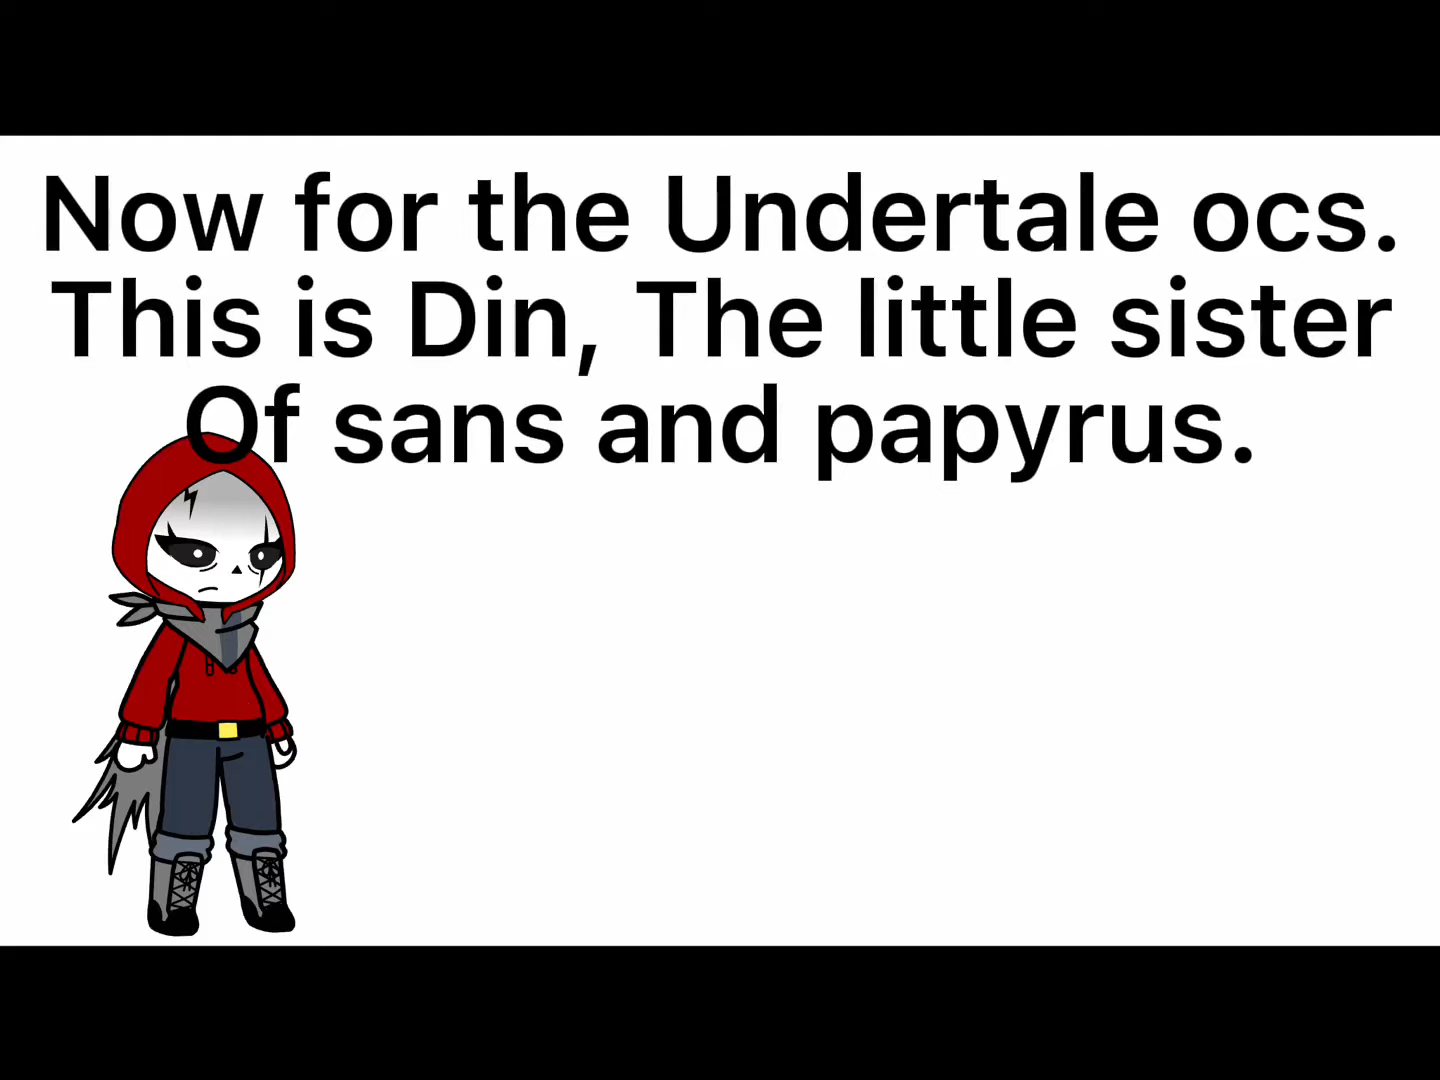 Now for the Undertale ocs.
This is Din, The little sister
Of sans and papyrus.